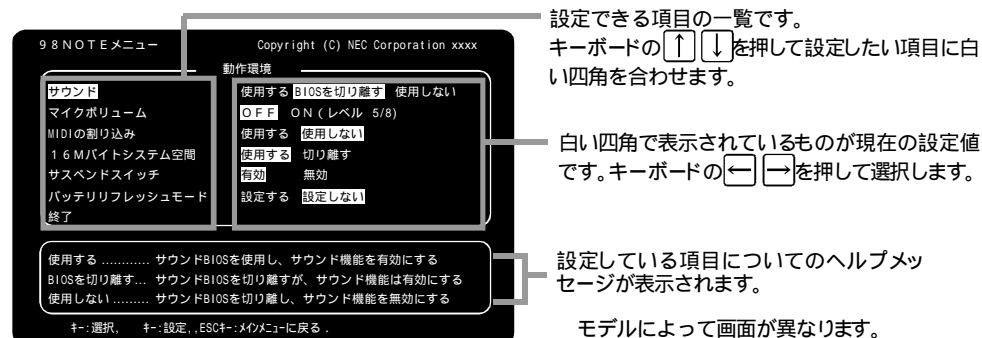 98NOTEメニュー Copyright (C) NEC Corporation xxxx
動作環境
サウンド 使用する BIOSを切り離す 使用しない
マイクボリューム OFF ON(レベル 5/8)
MIDIの割り込み 使用する 使用しない
16Mバイトシステム空間 使用する 切り離す
サスペンドスイッチ 有効 無効
バッテリリフレッシュモード 設定する 設定しない
終了
使用する ............ サウンドBIOSを使用し、サウンド機能を有効にする
BIOSを切り離す... サウンドBIOSを切り離すが、サウンド機能は有効にする
使用しない ......... サウンドBIOSを切り離し、サウンド機能を無効にする
キー:選択, キー:設定,,ESCキー:メインメニューに戻る.
設定できる項目の一覧です。
キーボードの↑↓を押して設定したい項目に白
い四角を合わせます。
白い四角で表示されているものが現在の設定値
です。キーボードの←→を押して選択します。
設定している項目についてのヘルプメッ
セージが表示されます。
モデルによって画面が異なります。